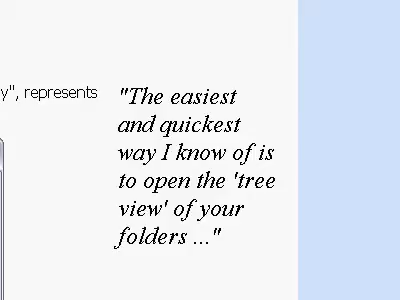 y", represents
"The easiest
and quickest
way I know of is
to open the 'tree
view' of your
folders ..."